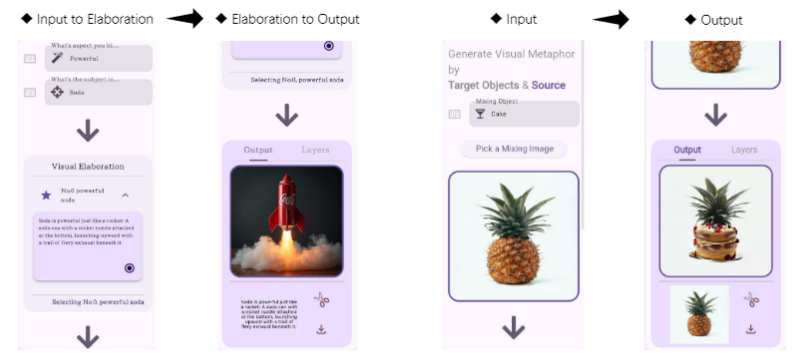 ◆ Input to Elaboration
◆ Elaboration to Output
◆ Input
◆ Output
What's aspect you hi...
Powerful
What's the subject in...
Soda
Visual Elaboration
No.0 powerful
soda
Soda is powerful just like a rocket! A
soda can with a rocket nozzle attached
at the bottom, launching upward with
a trail of fiery exhaust beneath it
Selecting No.0, powerful soda
Selecting No.0, powerful soda
Output Layers
Coca
Soda is powerful just like
a rocket. A soda can with
a rocket nozzle attached
at the bottom, launching
upward with a trail of
fiery exhaust beneath it.
Generate Visual Metaphor
by
Target Objects & Source
Mixing Object
Cake
Pick a Mixing Image
Output Layers